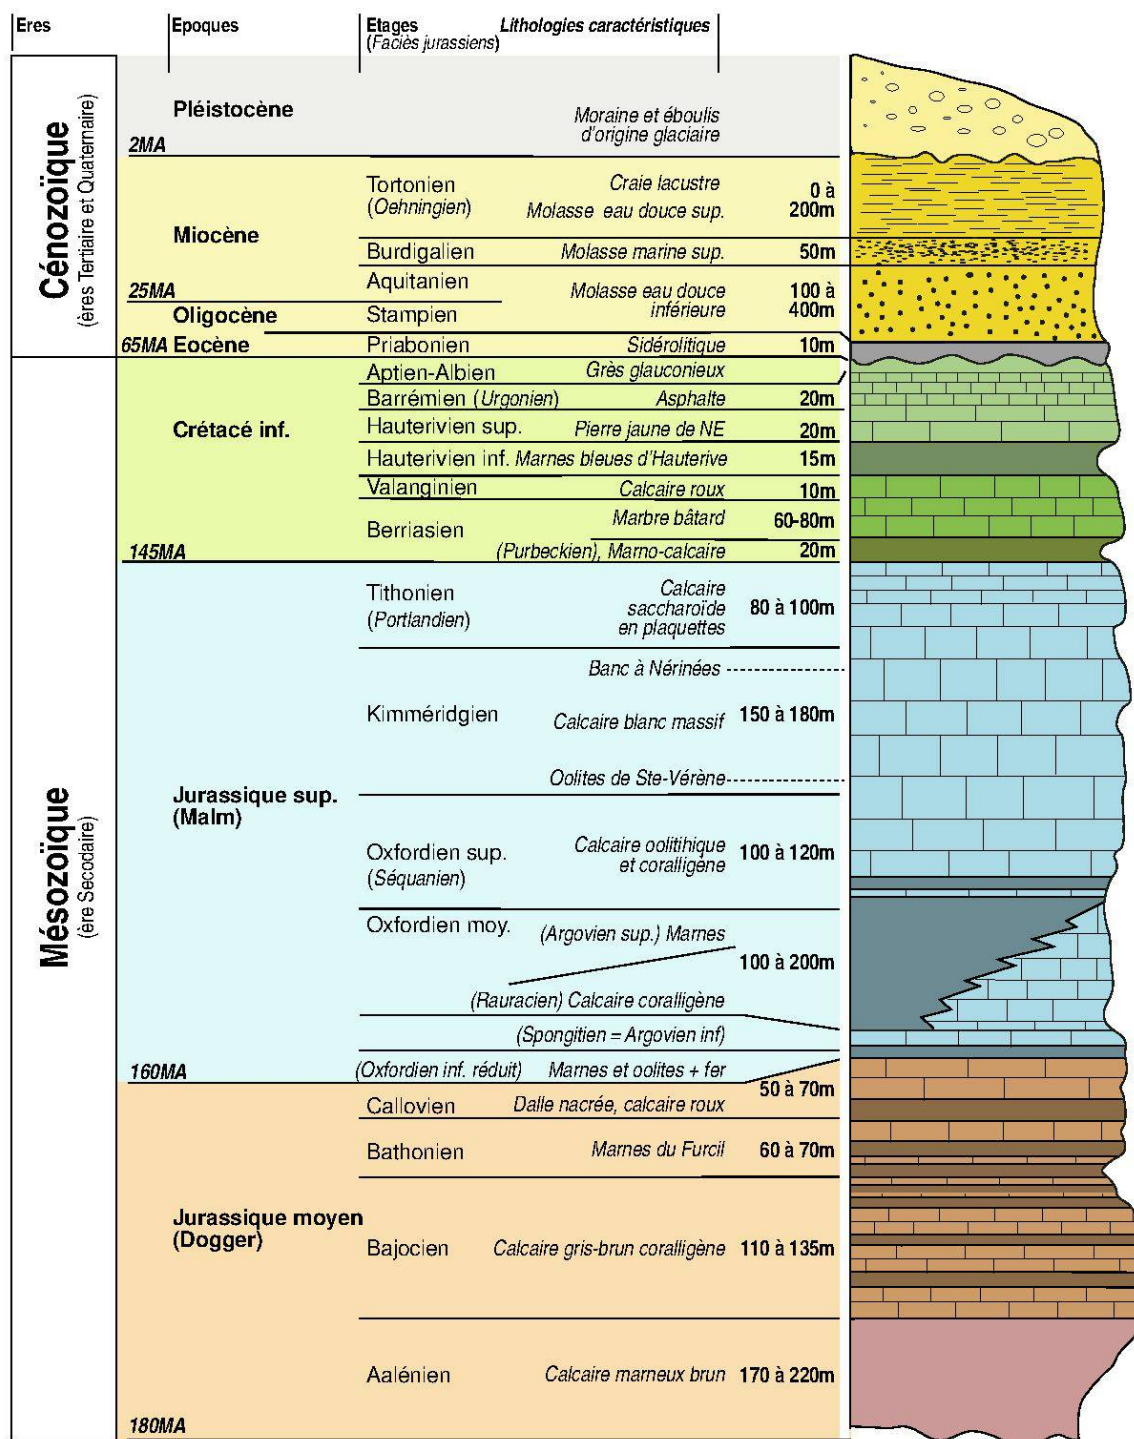 Eres
Epoques
Etages
(Faciès jurassiens)
Lithologies caractéristiques
Cénozoïque
(ères Tertiaire et Quaternaire)
Pléistocène
Moraine et éboulis
d'origine glaciaire
2MA
Miocène
Tortonien
(Oehningien)
Craie lacustre
Molasse eau douce sup.
0 à
200m
Burdigalien
Molasse marine sup.
50m
Aquitanien
25MA
Molasse eau douce
inférieure
100 à
400m
Oligocène
Stampien
65MA Eocène
Priabonien
Sidérolitique
10m
Mésozoïque
(ère Secodaire)
Crétacé inf.
Aptien-Albien
Grès glauconieux
Barrémien (Urgonien)
Asphalte
20m
Hauterivien sup.
Pierre jaune de NE
20m
Hauterivien inf. Marnes bleues d'Hauterive
15m
Valanginien
Calcaire roux
10m
Berriasien
Marbre bâtard
60-80m
145MA
(Purbeckien), Marno-calcaire
20m
Jurassique sup.
(Malm)
Tithonien
(Portlandien)
Calcaire
saccharoïde
en plaquettes
80 à 100m
Banc à Nérinées
Kimméridgien
Calcaire blanc massif
150 à 180m
Oolites de Ste-Vérène
Oxfordien sup.
(Séquanien)
Calcaire oolitihique
et coralligène
100 à 120m
Oxfordien moy.
(Argovien sup.) Marnes
100 à 200m
(Rauracien) Calcaire coralligène
(Spongitien = Argovien inf)
160MA
(Oxfordien inf. réduit)
Marnes et oolites + fer
50 à 70m
Jurassique moyen
(Dogger)
Callovien
Dalle nacrée, calcaire roux
Bathonien
Marnes du Furcil
60 à 70m
Bajocien
Calcaire gris-brun coralligène
110 à 135m
Aalénien
Calcaire marneux brun
170 à 220m
180MA